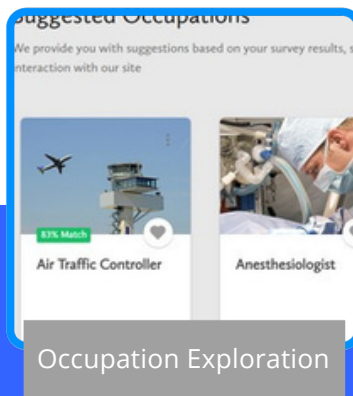 Suggested Occupations
We provide you with suggestions based on your survey results, s
interaction with our site
83% Match
Air Traffic Controller
Anesthesiologist
Occupation Exploration